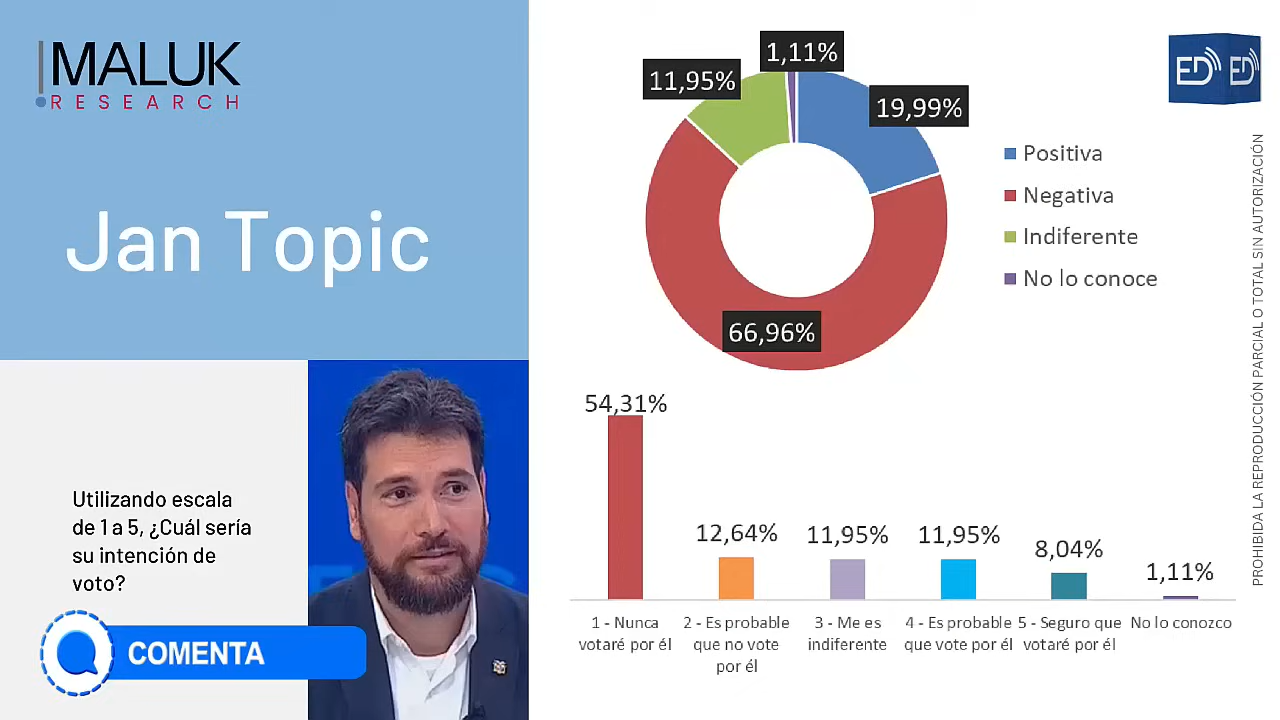 MALUK
RESEARCH
Jan Topic
Utilizando escala
de 1 a 5, ¿Cuál sería
su intención de
voto?
COMENTA
1,11%
11,95%
19,99%
66,96%
Positiva
Negativa
Indiferente
No lo conoce
54,31%
12,64%
11,95%
11,95%
8,04%
1,11%
1 - Nunca
votaré por él
2 - Es probable
que no vote
por él
3 - Me es
indiferente
4 - Es probable
que vote por él
5 - Seguro que
votaré por él
No lo conozco
ED
ED
PROHIBIDA LA REPRODUCCIÓN PARCIAL O TOTAL SIN AUTORIZACIÓN